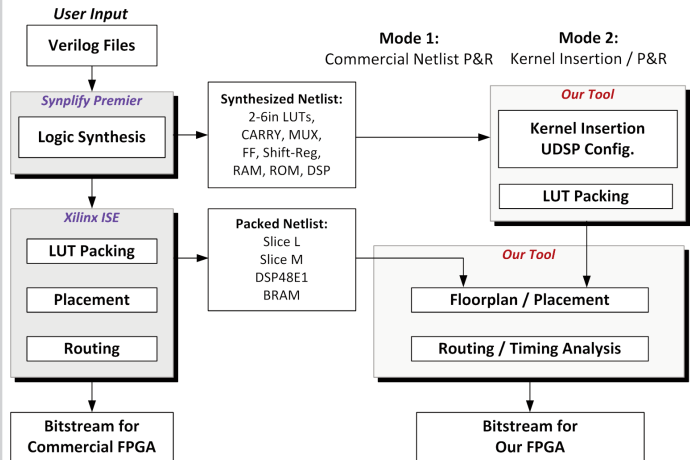 User Input
Verilog Files
Mode 1:
Commercial Netlist P&R
Mode 2:
Kernel Insertion / P&R
Synplify Premier
Logic Synthesis
Synthesized Netlist:
2-6in LUTs,
CARRY, MUX,
FF, Shift-Reg,
RAM, ROM, DSP
Our Tool
Kernel Insertion
UDSP Config.
LUT Packing
Xilinx ISE
LUT Packing
Placement
Routing
Packed Netlist:
Slice L
Slice M
DSP48E1
BRAM
Our Tool
Floorplan / Placement
Routing / Timing Analysis
Bitstream for
Commercial FPGA
Bitstream for
Our FPGA